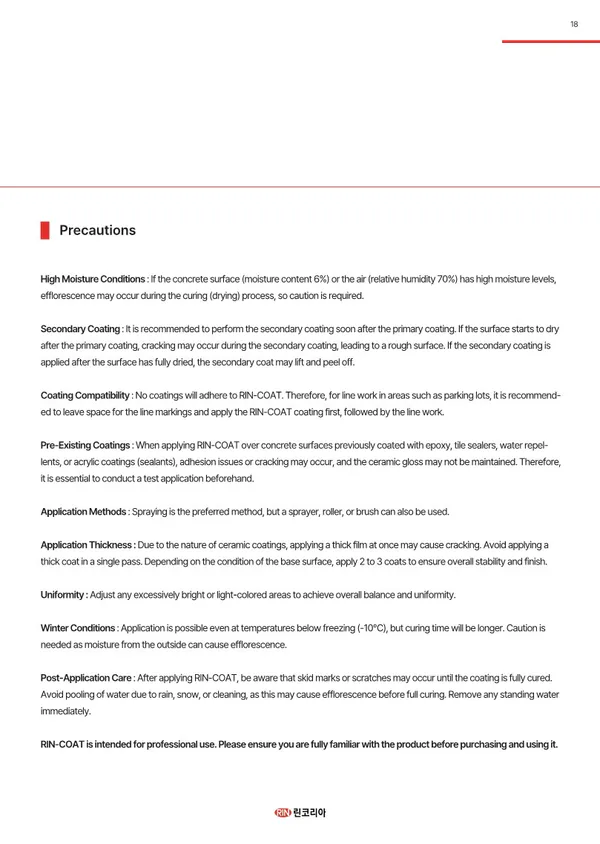 18
Precautions
High Moisture Conditions : If the concrete surface (moisture content 6%) or the air (relative humidity 70%) has high moisture levels,
efflorescence may occur during the curing (drying) process, so caution is required.
Secondary Coating : It is recommended to perform the secondary coating soon after the primary coating. If the surface starts to dry
after the primary coating, cracking may occur during the secondary coating, leading to a rough surface. If the secondary coating is
applied after the surface has fully dried, the secondary coat may lift and peel off.
Coating Compatibility : No coatings will adhere to RIN-COAT. Therefore, for line work in areas such as parking lots, it is recommend-
ed to leave space for the line markings and apply the RIN-COAT coating first, followed by the line work.
Pre-Existing Coatings : When applying RIN-COAT over concrete surfaces previously coated with epoxy, tile sealers, water repel-
lents, or acrylic coatings (sealants), adhesion issues or cracking may occur, and the ceramic gloss may not be maintained. Therefore,
it is essential to conduct a test application beforehand.
Application Methods : Spraying is the preferred method, but a sprayer, roller, or brush can also be used.
Application Thickness : Due to the nature of ceramic coatings, applying a thick film at once may cause cracking. Avoid applying a
thick coat in a single pass. Depending on the condition of the base surface, apply 2 to 3 coats to ensure overall stability and finish.
Uniformity : Adjust any excessively bright or light-colored areas to achieve overall balance and uniformity.
Winter Conditions : Application is possible even at temperatures below freezing (-10°C), but curing time will be longer. Caution is
needed as moisture from the outside can cause efflorescence.
Post-Application Care : After applying RIN-COAT, be aware that skid marks or scratches may occur until the coating is fully cured.
Avoid pooling of water due to rain, snow, or cleaning, as this may cause efflorescence before full curing. Remove any standing water
immediately.
RIN-COAT is intended for professional use. Please ensure you are fully familiar with the product before purchasing and using it.
RIN 린코리아